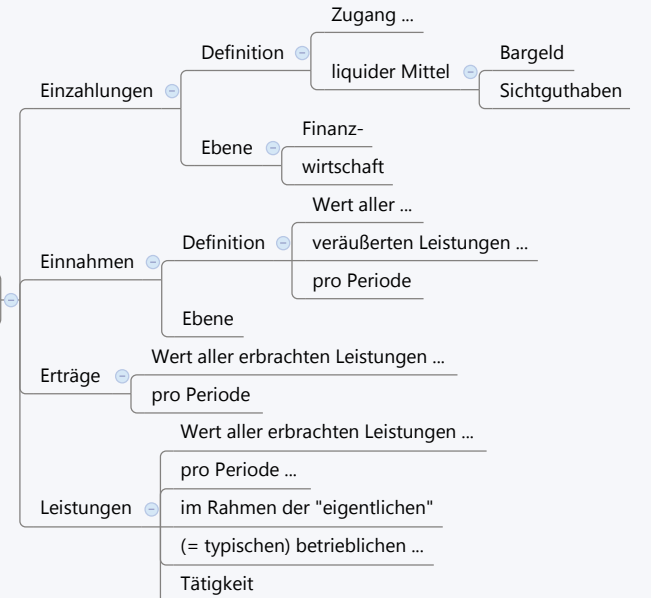 Zugang ...
Definition
liquider Mittel
Bargeld
Sichtguthaben
Einzahlungen
Ebene
Finanz-
wirtschaft
Wert aller ...
Definition
veräußerten Leistungen ...
pro Periode
Einnahmen
Ebene
Wert aller erbrachten Leistungen ...
Erträge
pro Periode
Wert aller erbrachten Leistungen ...
pro Periode ...
Leistungen
im Rahmen der "eigentlichen"
(= typischen) betrieblichen ...
Tätigkeit